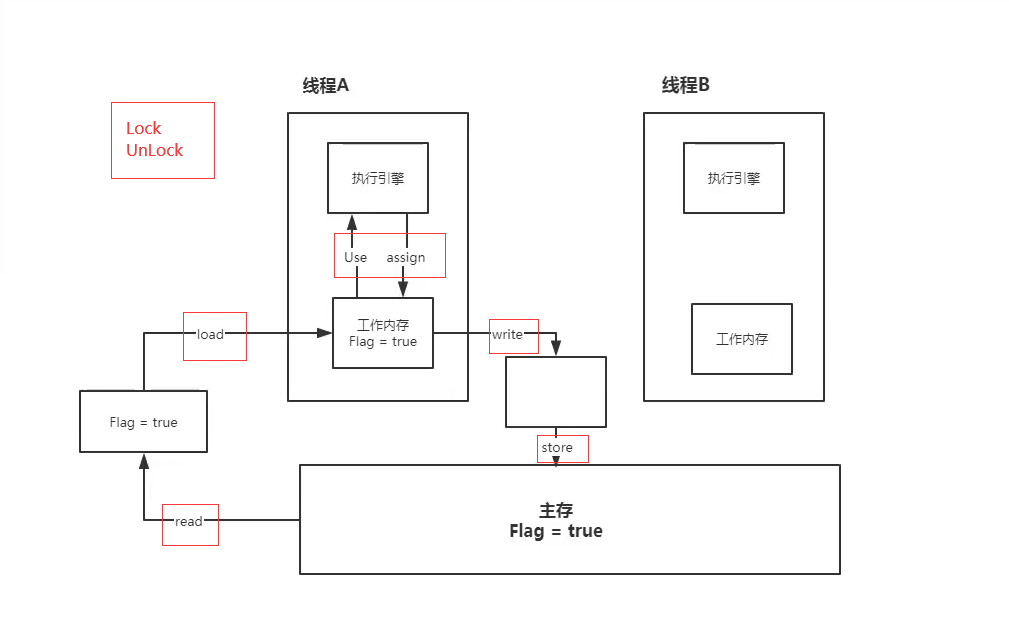 线程A
线程B
Lock
UnLock
执行引擎
执行引擎
Use
assign
工作内存
Flag = true
工作内存
load
write
Flag = true
store
主存
Flag = true
read